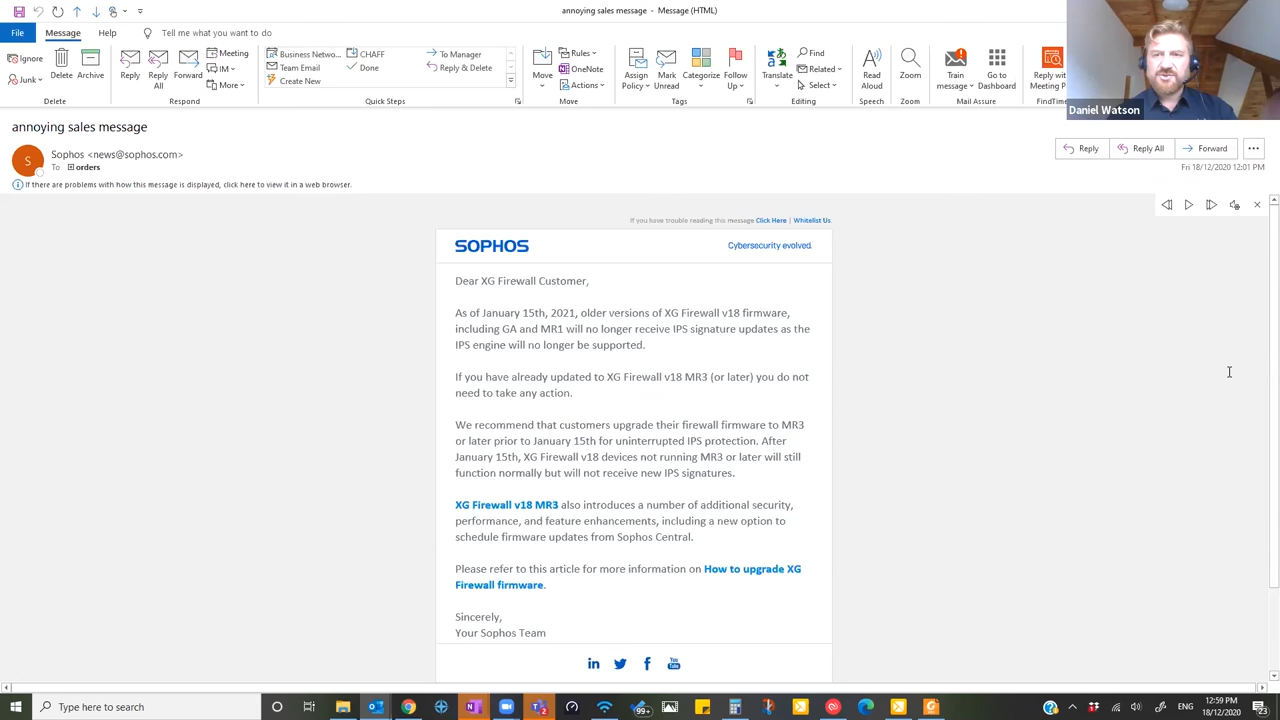 annoying sales message - Message (HTML)
File Message Help Tell me what you want to do
Ignore
Junk
Delete
Archive
Delete
Reply
Reply All
Forward
Meeting
IM
More
Respond
Business Netwo...
Team Email
Create New
CHAFF
Done
To Manager
Reply & Delete
Quick Steps
Move
Rules
OneNote
Actions
Move
Assign Policy
Mark Unread
Categorize
Follow Up
Tags
Translate
Find
Related
Select
Editing
Read Aloud
Speech
Zoom
Zoom
Train message
Go to Dashboard
Mail Assure
Reply with Meeting P
FindTime
Daniel Watson
annoying sales message
S
Sophos <news@sophos.com>
To orders
Reply Reply All Forward
Fri 18/12/2020 12:01 PM
If there are problems with how this message is displayed, click here to view it in a web browser.
If you have trouble reading this message Click Here | Whitelist Us
SOPHOS Cybersecurity evolved.
Dear XG Firewall Customer,
As of January 15th, 2021, older versions of XG Firewall v18 firmware,
including GA and MR1 will no longer receive IPS signature updates as the
IPS engine will no longer be supported.
If you have already updated to XG Firewall v18 MR3 (or later) you do not
need to take any action.
We recommend that customers upgrade their firewall firmware to MR3
or later prior to January 15th for uninterrupted IPS protection. After
January 15th, XG Firewall v18 devices not running MR3 or later will still
function normally but will not receive new IPS signatures.
XG Firewall v18 MR3 also introduces a number of additional security,
performance, and feature enhancements, including a new option to
schedule firmware updates from Sophos Central.
Please refer to this article for more information on How to upgrade XG
Firewall firmware.
Sincerely,
Your Sophos Team
in f You Tube
Type here to search
99+
12:59 PM
18/12/2020
23